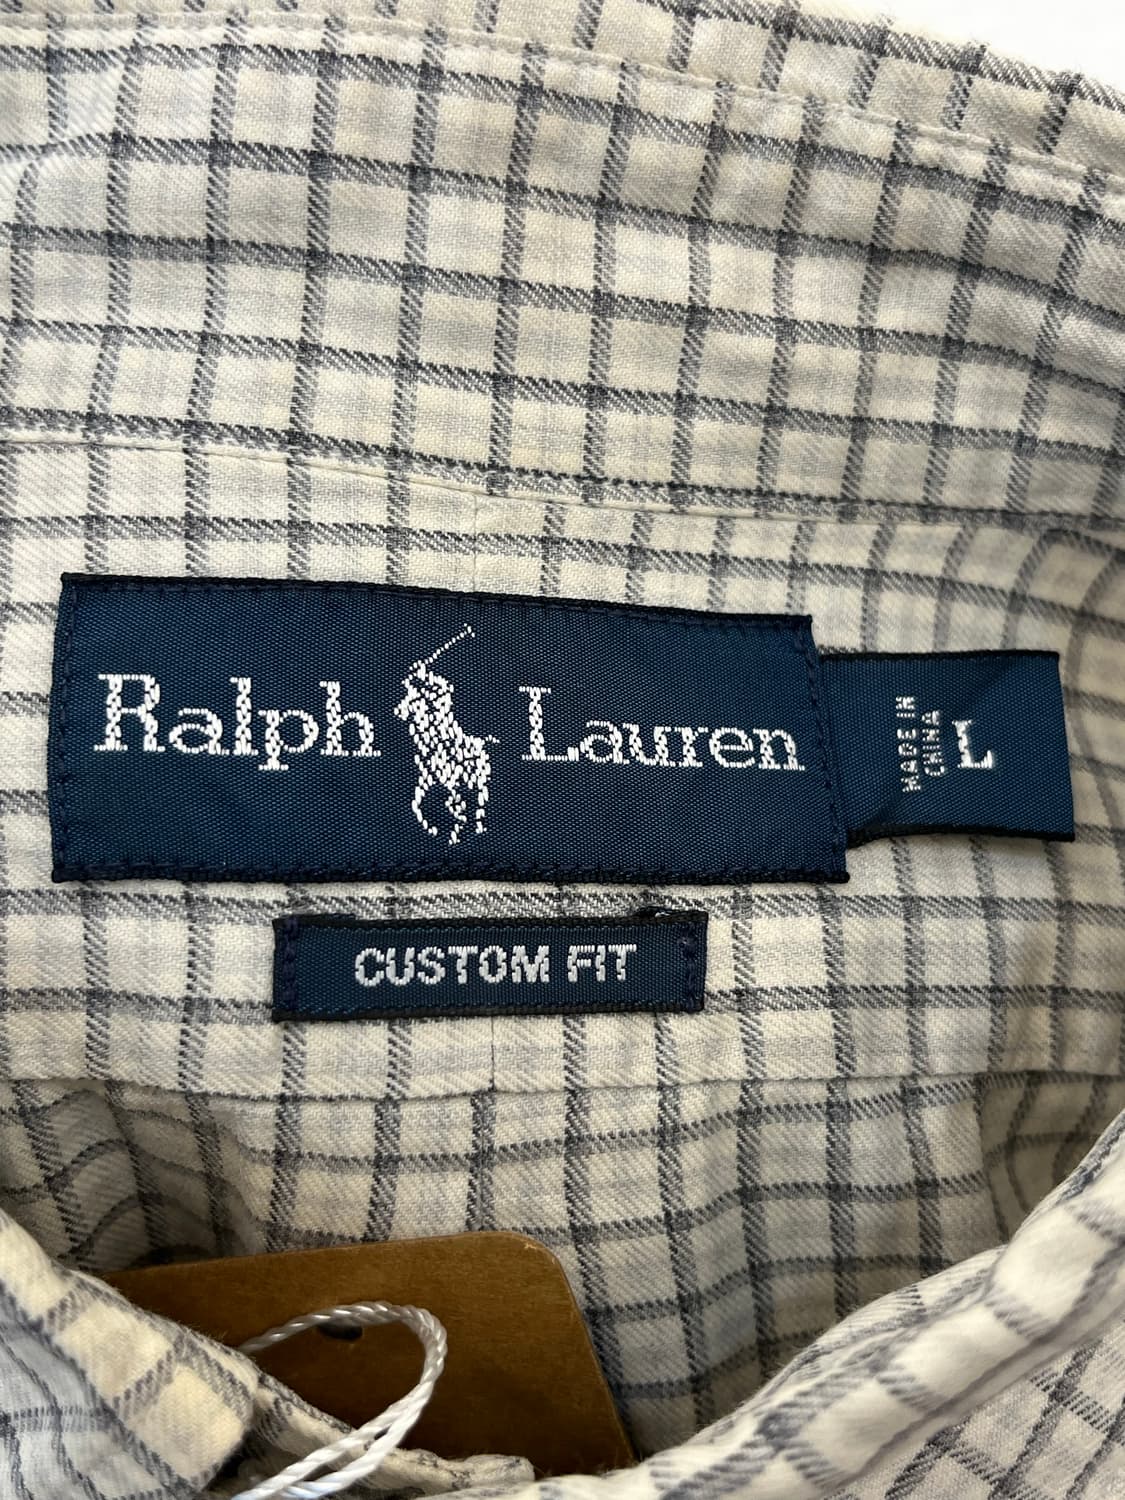 Ralph Lauren
MADE IN
CHINA
L
CUSTOM FIT